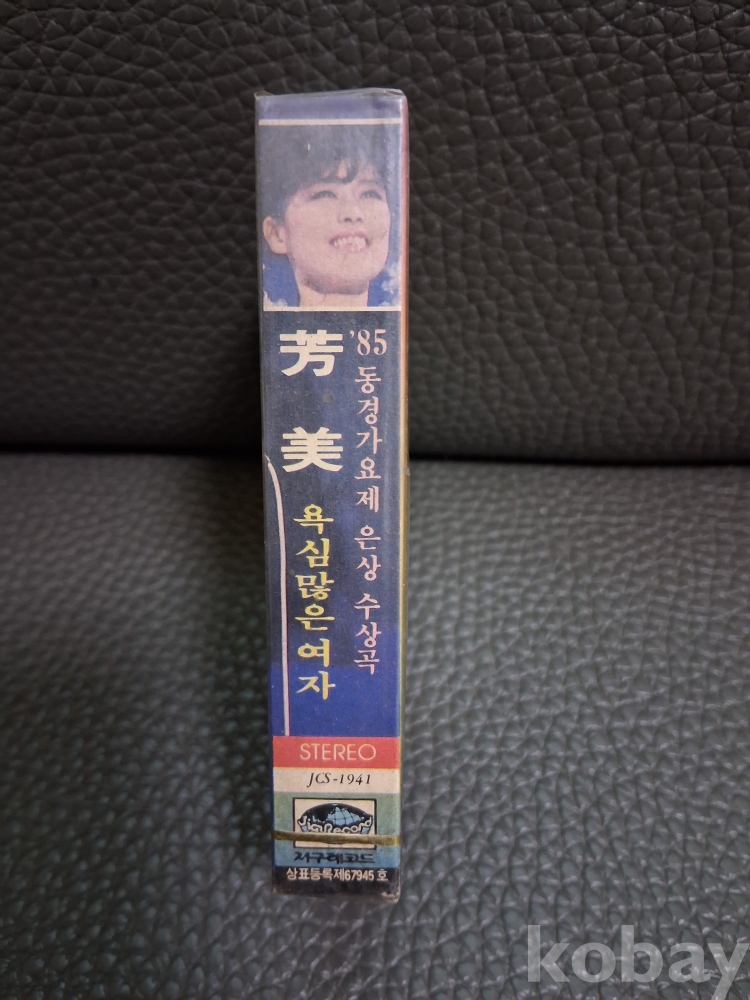 '85 동경가요제 은상 수상곡
芳美
욕심많은여자
STEREO
JCS-1941
Jigu Record
지구레코드
상표등록제67945호
kobay